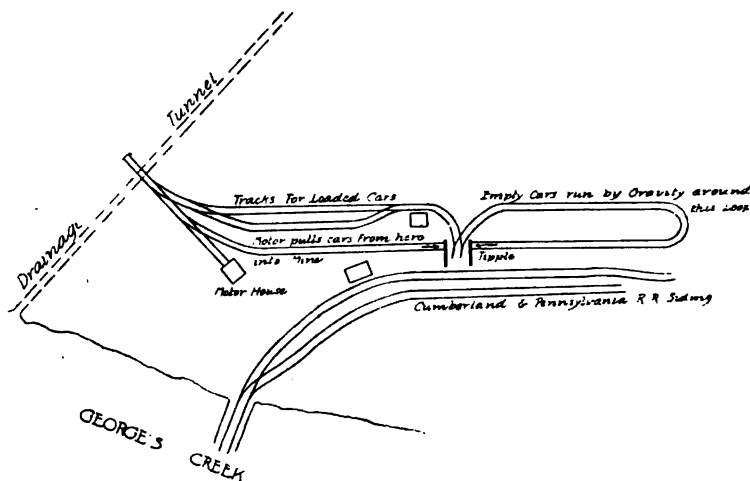 Tunnel
Drainage
Tracks For Loaded Cars
Empty Cars run by Gravity around
this Loop
Motor pulls cars from here
into Mine
Tipple
Motor House
Cumberland & Pennsylvania R R Siding
GEORGE'S
CREEK